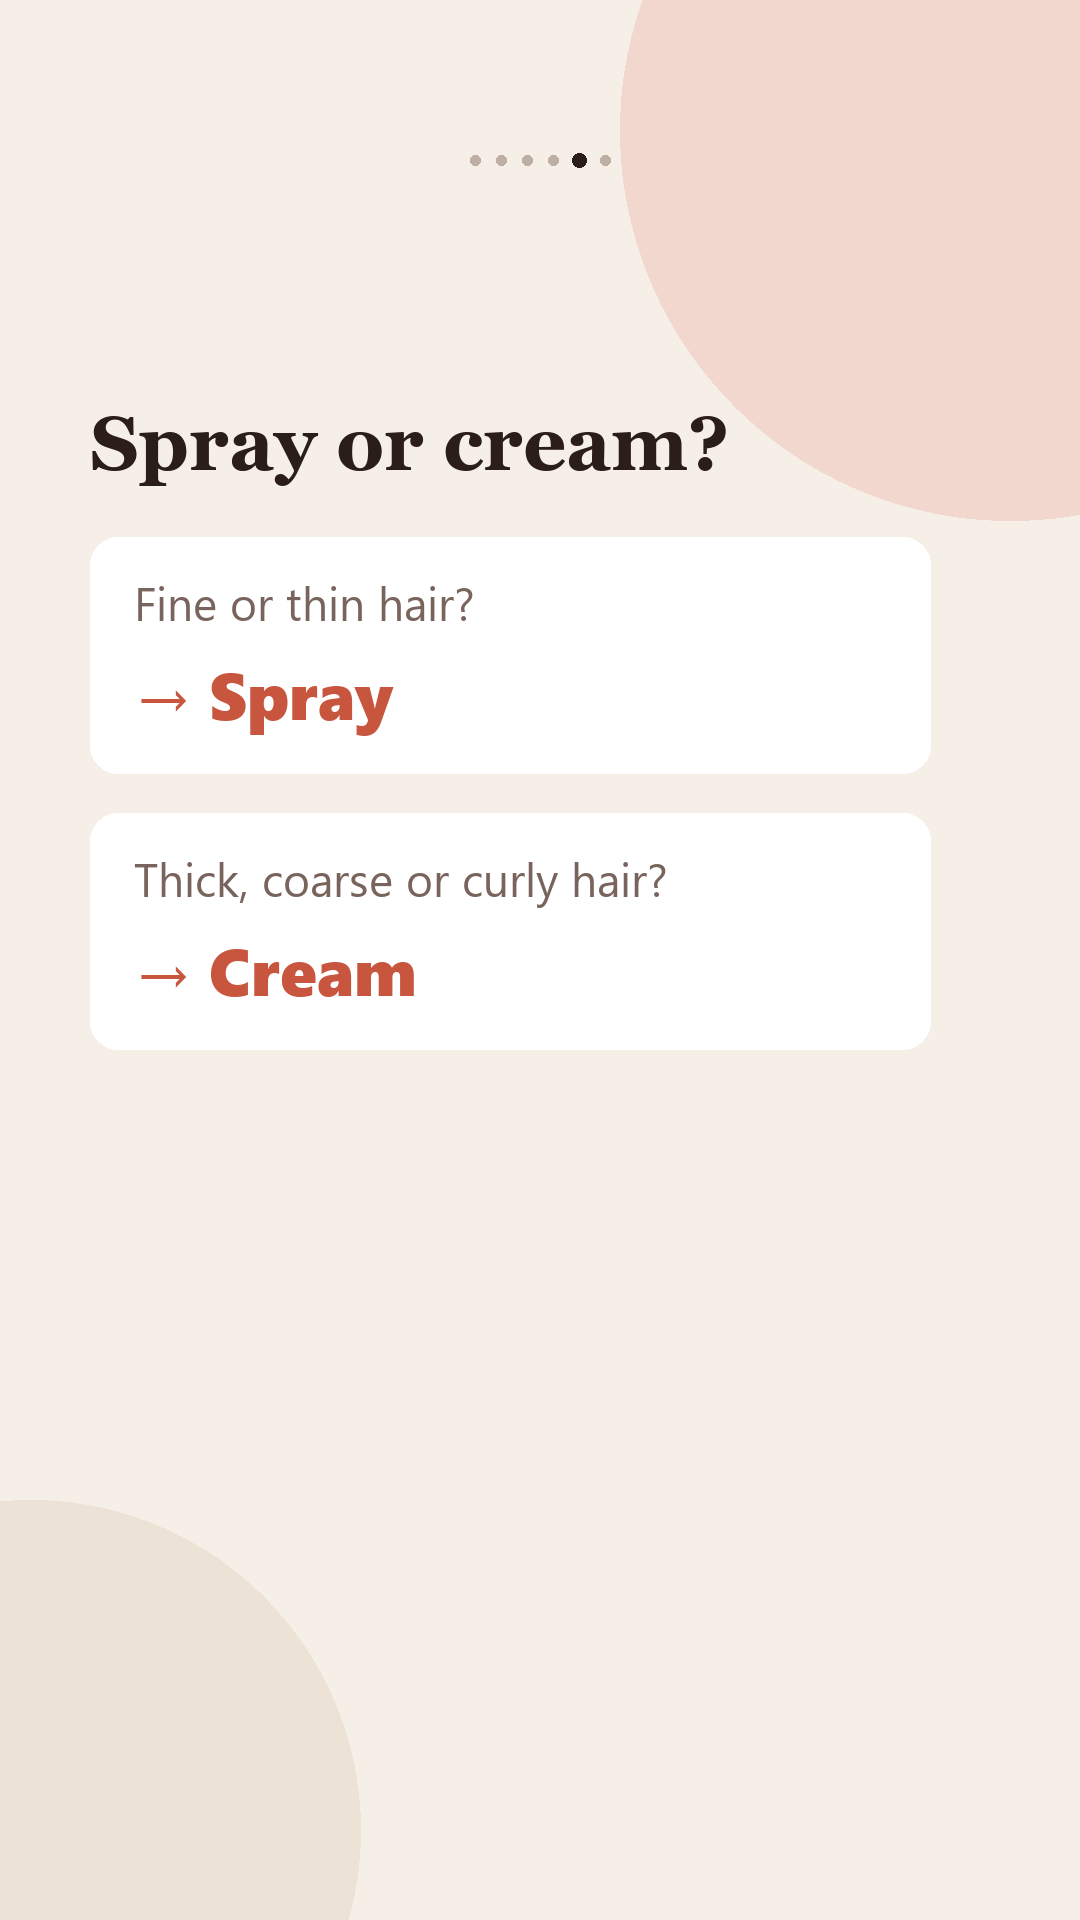 Spray or cream?
Fine or thin hair?
→ Spray
Thick, coarse or curly hair?
→ Cream